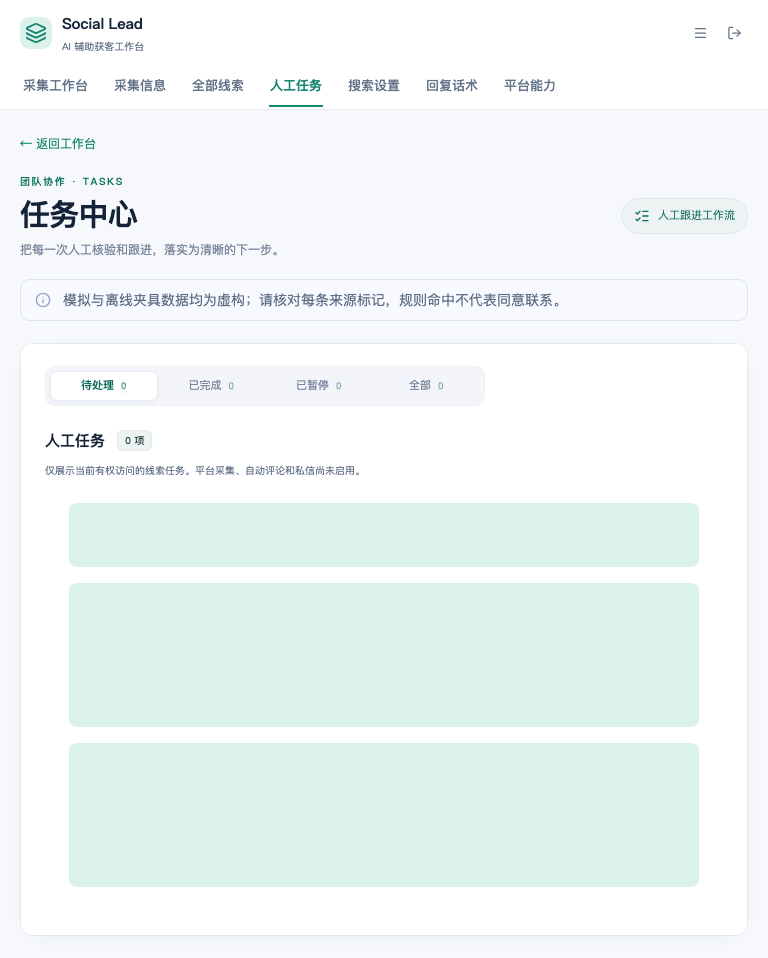 Social Lead
AI 辅助获客工作台
采集工作台 采集信息 全部线索 人工任务 搜索设置 回复话术 平台能力
← 返回工作台
团队协作 · TASKS
任务中心
人工跟进工作流
把每一次人工核验和跟进，落实为清晰的下一步。
模拟与离线夹具数据均为虚构；请核对每条来源标记，规则命中不代表同意联系。
待处理 0 已完成 0 已暂停 0 全部 0
人工任务 0 项
仅展示当前有权访问的线索任务。平台采集、自动评论和私信尚未启用。